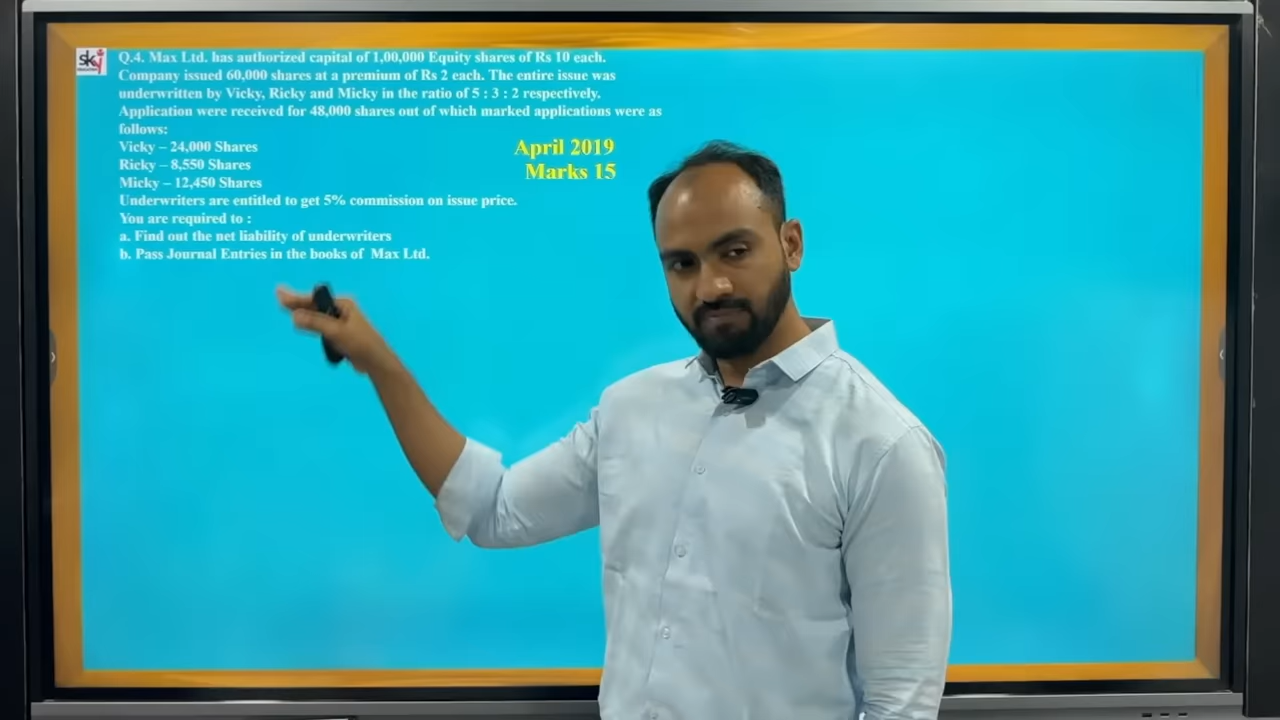 sky
Q.4. Max Ltd. has authorized capital of 1,00,000 Equity shares of Rs 10 each.
Company issued 60,000 shares at a premium of Rs 2 each. The entire issue was
underwritten by Vicky, Ricky and Micky in the ratio of 5 : 3 : 2 respectively.
Application were received for 48,000 shares out of which marked applications were as
follows:
Vicky – 24,000 Shares
Ricky – 8,550 Shares
Micky – 12,450 Shares
April 2019
Marks 15
Underwriters are entitled to get 5% commission on issue price.
You are required to :
a. Find out the net liability of underwriters
b. Pass Journal Entries in the books of Max Ltd.